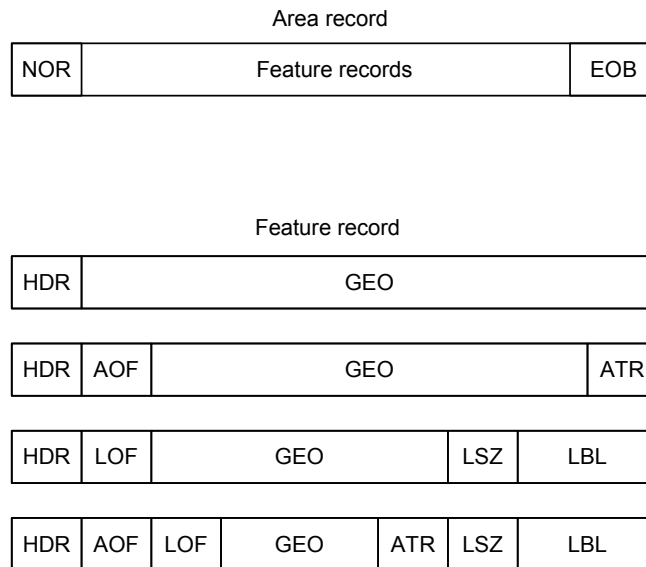 Area record
NOR Feature records EOB
Feature record
HDR GEO
HDR AOF GEO ATR
HDR LOF GEO LSZ LBL
HDR AOF LOF GEO ATR LSZ LBL